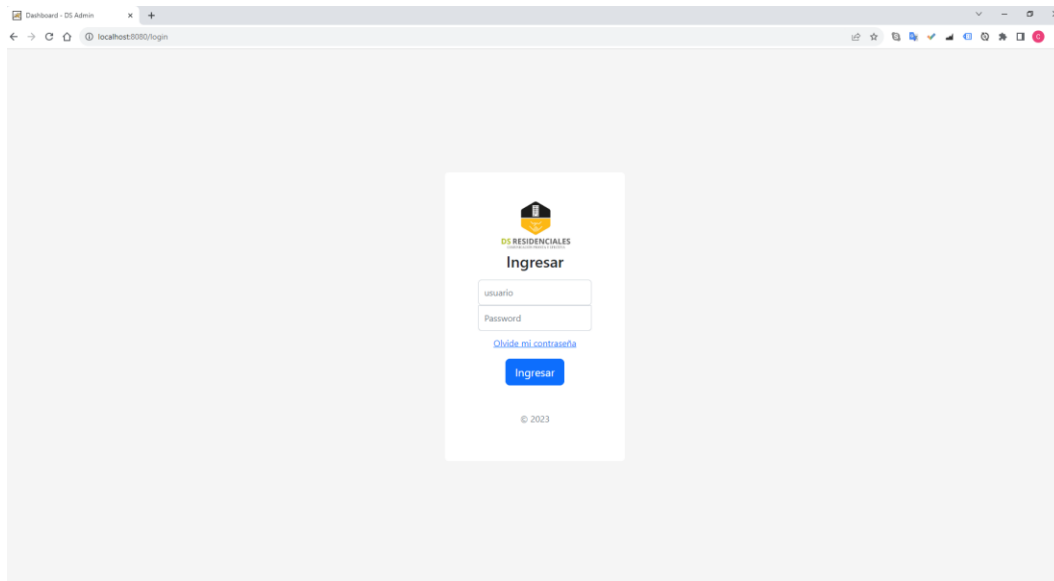 Dashboard - DS Admin
localhost:8080/login
C
DS RESIDENCIALES
Ingresar
usuario
Password
Olvide mi contraseña
Ingresar
© 2023